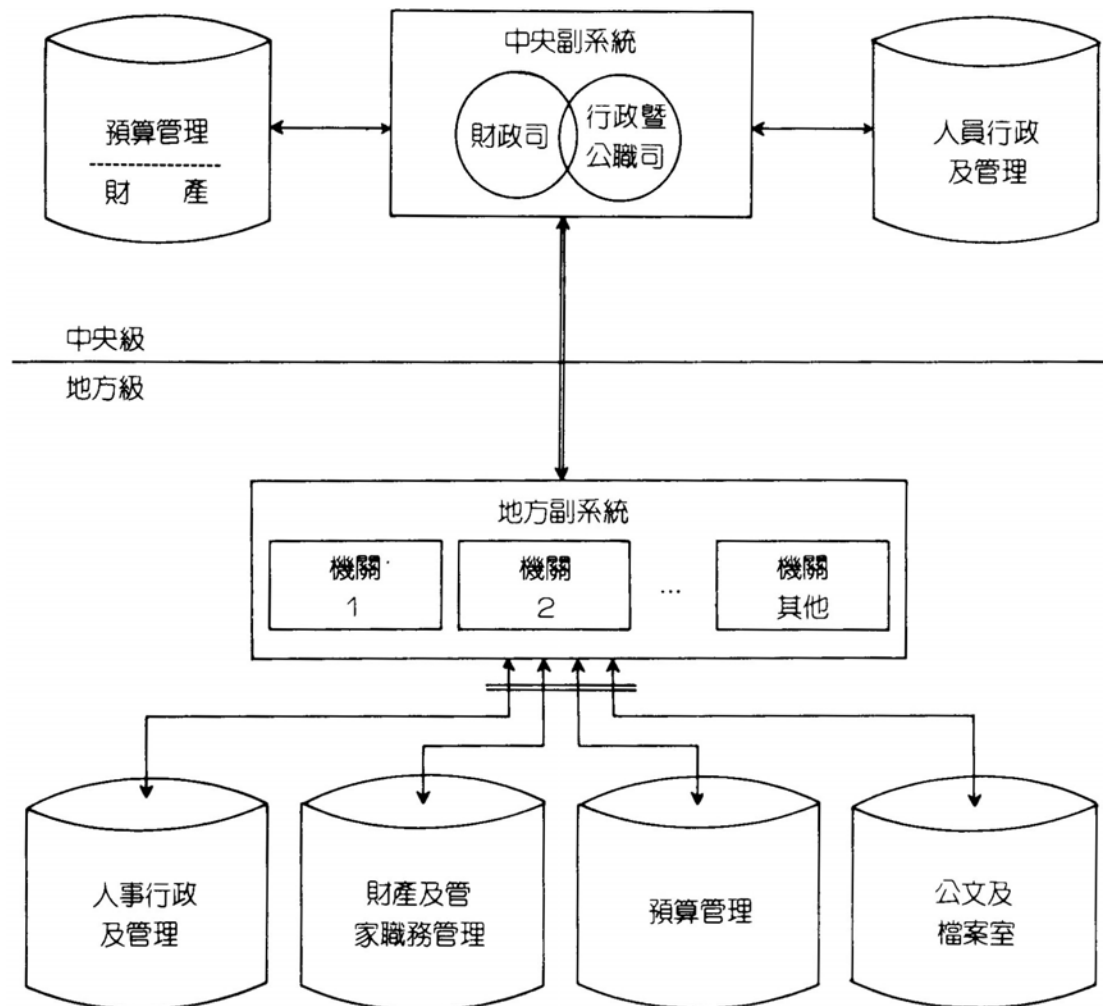 中央副系統
預算管理
財　　產
財政司
行政暨
公職司
人員行政
及管理
中央級
地方級
地方副系統
機關
1
機關
2
...
機關
其他
人事行政
及管理
財產及管
家職務管理
預算管理
公文及
檔案室